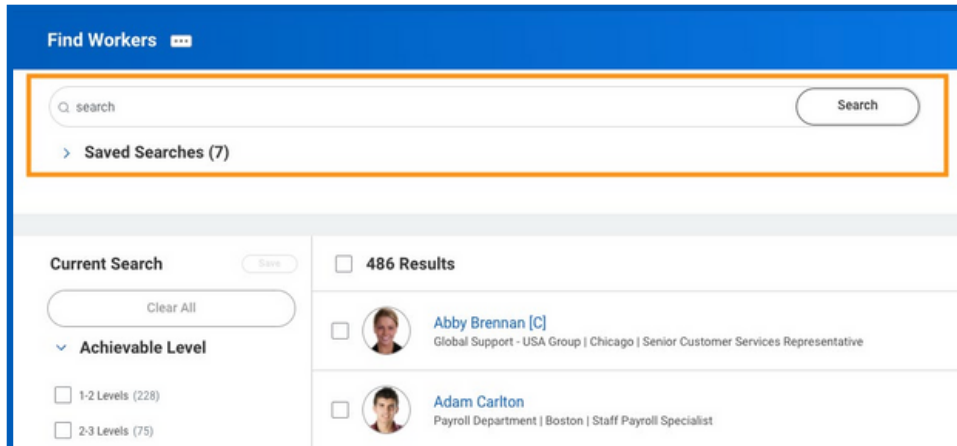 Find Workers
search
Search
Saved Searches (7)
Current Search
Save
Clear All
Achievable Level
1-2 Levels (228)
2-3 Levels (75)
486 Results
Abby Brennan [C]
Global Support - USA Group | Chicago | Senior Customer Services Representative
Adam Carlton
Payroll Department | Boston | Staff Payroll Specialist